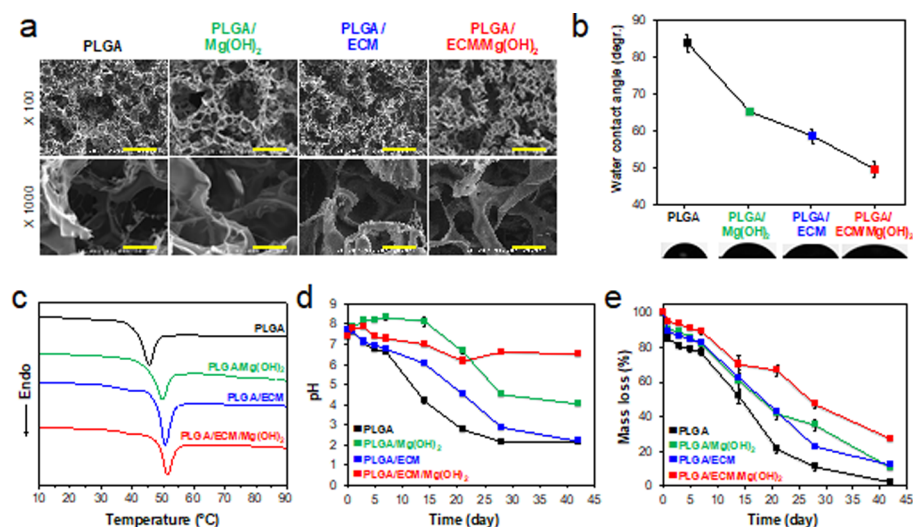 a
PLGA
PLGA/
Mg(OH)₂
PLGA/
ECM
PLGA/
ECM/Mg(OH)₂
X 100
X 1000
b
Water contact angle (degr.)
90
80
70
60
50
40
PLGA
PLGA/
Mg(OH)₂
PLGA/
ECM
PLGA/
ECM/Mg(OH)₂
c
Endo
PLGA
PLGA/Mg(OH)₂
PLGA/ECM
PLGA/ECM/Mg(OH)₂
10 20 30 40 50 60 70 80 90
Temperature (°C)
d
pH
9
8
7
6
5
4
3
2
1
0
PLGA
PLGA/Mg(OH)₂
PLGA/ECM
PLGA/ECM/Mg(OH)₂
0 5 10 15 20 25 30 35 40 45
Time (day)
e
Mass loss (%)
100
80
60
40
20
0
PLGA
PLGA/Mg(OH)₂
PLGA/ECM
PLGA/ECM/Mg(OH)₂
0 5 10 15 20 25 30 35 40 45
Time (day)